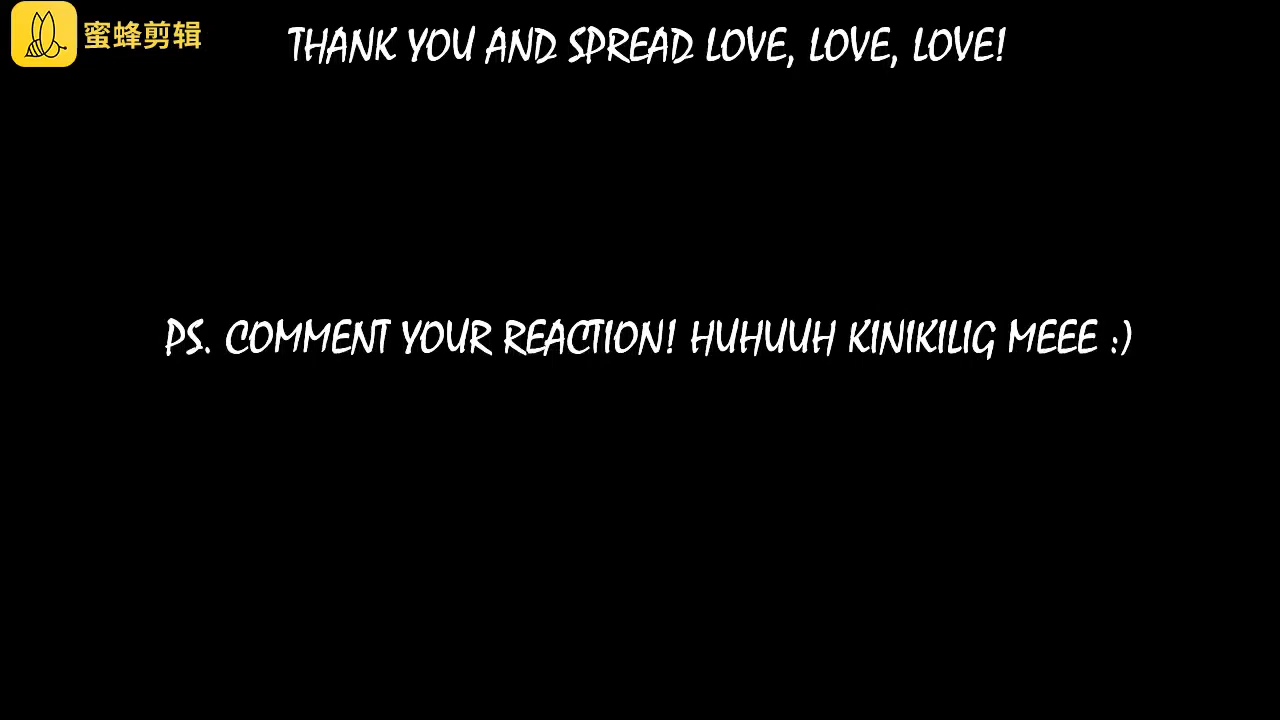 蜜蜂剪辑
THANK YOU AND SPREAD LOVE, LOVE, LOVE!
PS. COMMENT YOUR REACTION! HUHUUH KINIKILIG MEEE :)